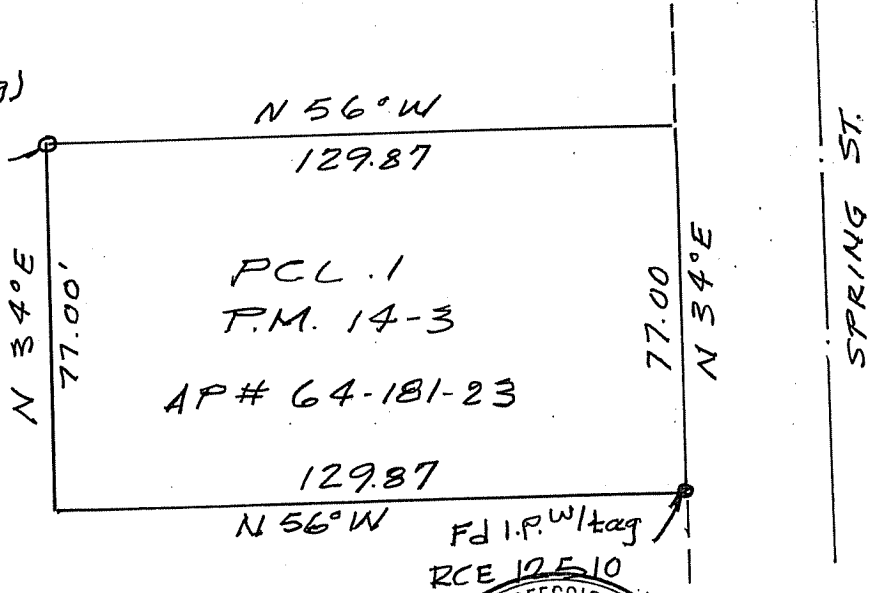 N 56° W
129.87
N 34° E
77.00'
PCL. 1
P.M. 14-3
AP# 64-181-23
77.00
N 34° E
SPRING ST.
129.87
N 56° W
Fd I.P. w/tag
RCE 12510